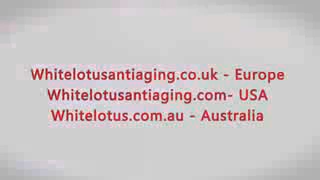 Whitelotusantiaging.co.uk - Europe
Whitelotusantiaging.com- USA
Whitelotus.com.au - Australia